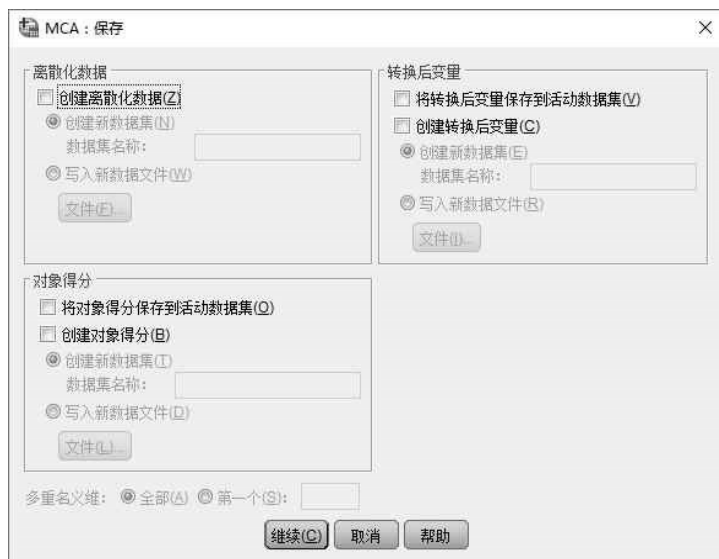 MCA：保存
离散化数据
创建离散化数据(Z)
创建新数据集(N)
数据集名称：
写入新数据文件(W)
文件(F)...
转换后变量
将转换后变量保存到活动数据集(V)
创建转换后变量(C)
创建新数据集(E)
数据集名称：
写入新数据文件(R)
文件(I)...
对象得分
将对象得分保存到活动数据集(O)
创建对象得分(B)
创建新数据集(T)
数据集名称：
写入新数据文件(D)
文件(L)...
多重名义维： 全部(A) 第一个(S)：
继续(C) 取消 帮助